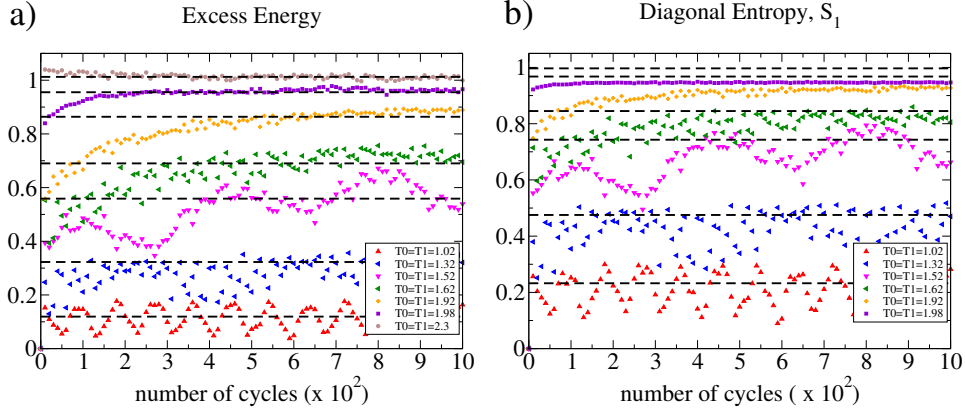 a)
Excess Energy
1
0.8
0.6
0.4
0.2
0
T0=T1=1.02
T0=T1=1.32
T0=T1=1.52
T0=T1=1.62
T0=T1=1.92
T0=T1=1.98
T0=T1=2.3
0 1 2 3 4 5 6 7 8 9 10
number of cycles (x 10²)
b)
Diagonal Entropy, S₁
1
0.8
0.6
0.4
0.2
0
T0=T1=1.02
T0=T1=1.32
T0=T1=1.52
T0=T1=1.62
T0=T1=1.92
T0=T1=1.98
0 1 2 3 4 5 6 7 8 9 10
number of cycles ( x 10²)